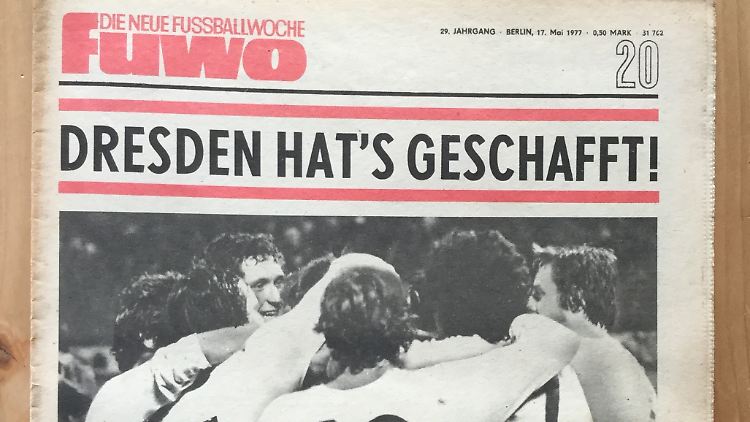 DIE NEUE FUSSBALLWOCHE
fuwo
29. JAHRGANG · BERLIN, 17. Mai 1977 · 0,50 MARK · 31 762
20
DRESDEN HAT'S GESCHAFFT!